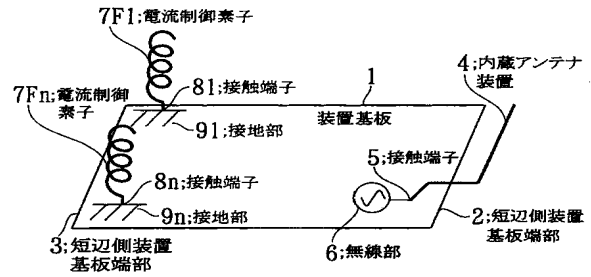 7F1;電流制御素子
7Fn;電流制御
素子
81;接触端子
91;接地部
1
装置基板
4;内蔵アンテナ
装置
5;接触端子
8n;接触端子
9n;接地部
3;短辺側装置
基板端部
6;無線部
2;短辺側装置
基板端部